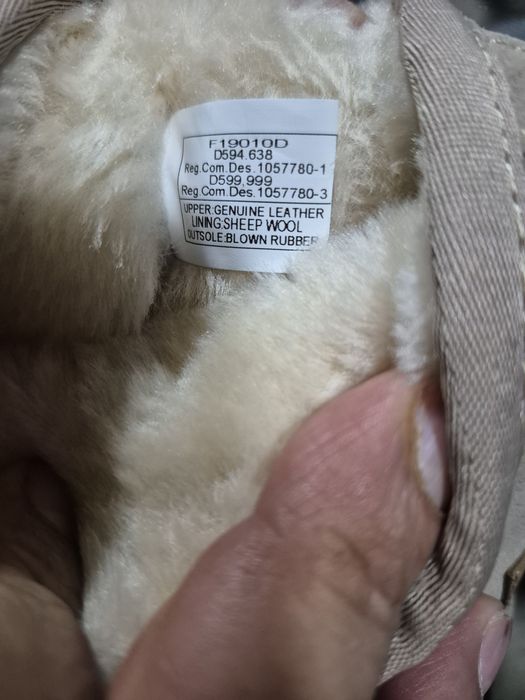 F19010D
D594.638
Reg.Com.Des.1057780-1
D599,999
Reg.Com.Des.1057780-3
UPPER:GENUINE LEATHER
LINING:SHEEP WOOL
OUTSOLE:BLOWN RUBBER